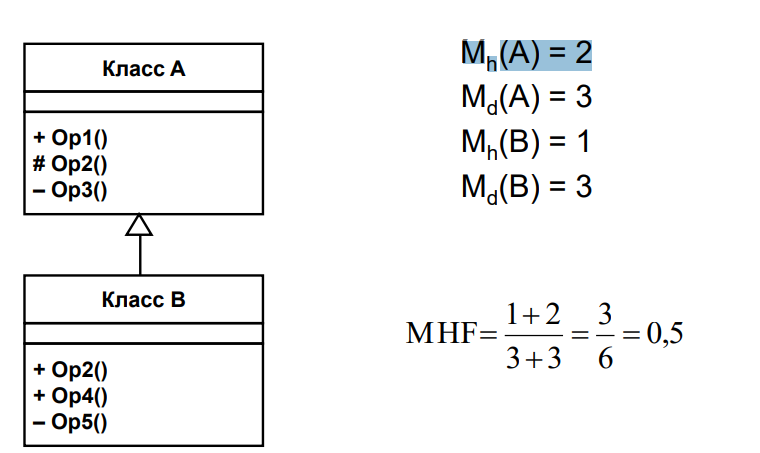 Класс A
+ Op1()
# Op2()
– Op3()
Класс B
+ Op2()
+ Op4()
– Op5()
Mh(A) = 2
Md(A) = 3
Mh(B) = 1
Md(B) = 3
MHF= (1+2)/(3+3) = 3/6 = 0,5